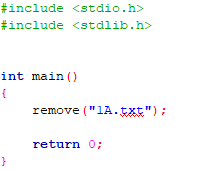 #include <stdio.h>
#include <stdlib.h>
int main()
{
    remove("1A.txt");
    return 0;
}